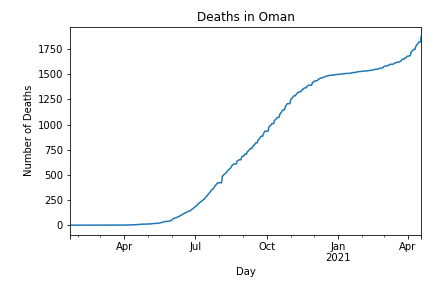 Deaths in Oman
Number of Deaths
1750
1500
1250
1000
750
500
250
0
Apr
Jul
Oct
Jan
2021
Apr
Day